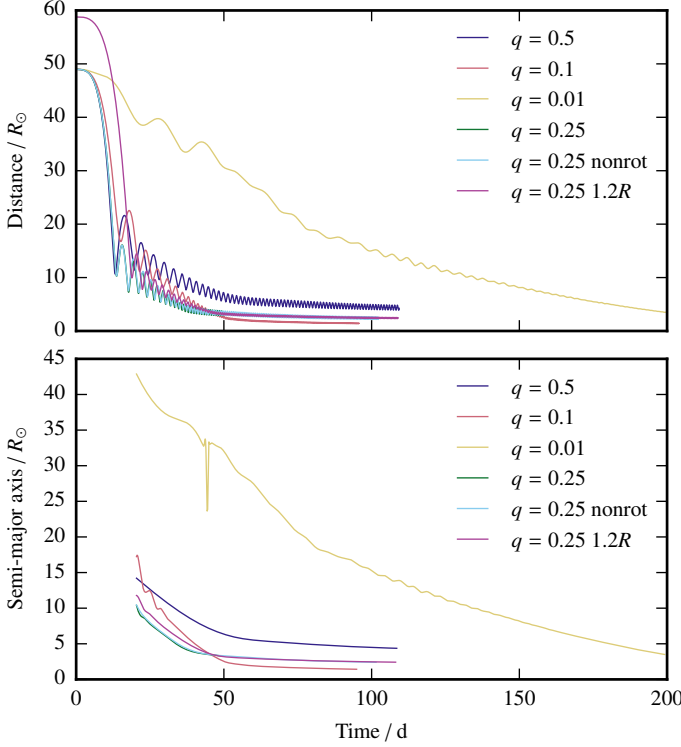 60
50
40
30
20
10
0
Distance / R⊙
q = 0.5
q = 0.1
q = 0.01
q = 0.25
q = 0.25 nonrot
q = 0.25 1.2R
45
40
35
30
25
20
15
10
5
0
Semi-major axis / R⊙
q = 0.5
q = 0.1
q = 0.01
q = 0.25
q = 0.25 nonrot
q = 0.25 1.2R
0 50 100 150 200
Time / d